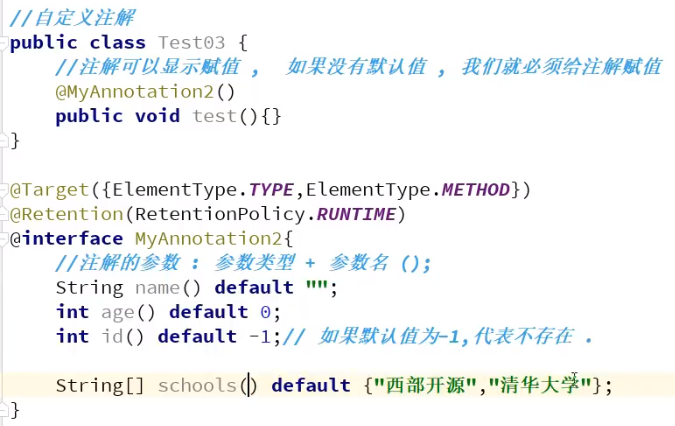 //自定义注解
public class Test03 {
    //注解可以显示赋值 ， 如果没有默认值 ，我们就必须给注解赋值
    @MyAnnotation2()
    public void test(){}
}
@Target({ElementType.TYPE,ElementType.METHOD})
@Retention(RetentionPolicy.RUNTIME)
@interface MyAnnotation2{
    //注解的参数 : 参数类型 + 参数名 ();
    String name() default "";
    int age() default 0;
    int id() default -1;// 如果默认值为-1,代表不存在 .
    String[] schools() default {"西部开源","清华大学"};
}